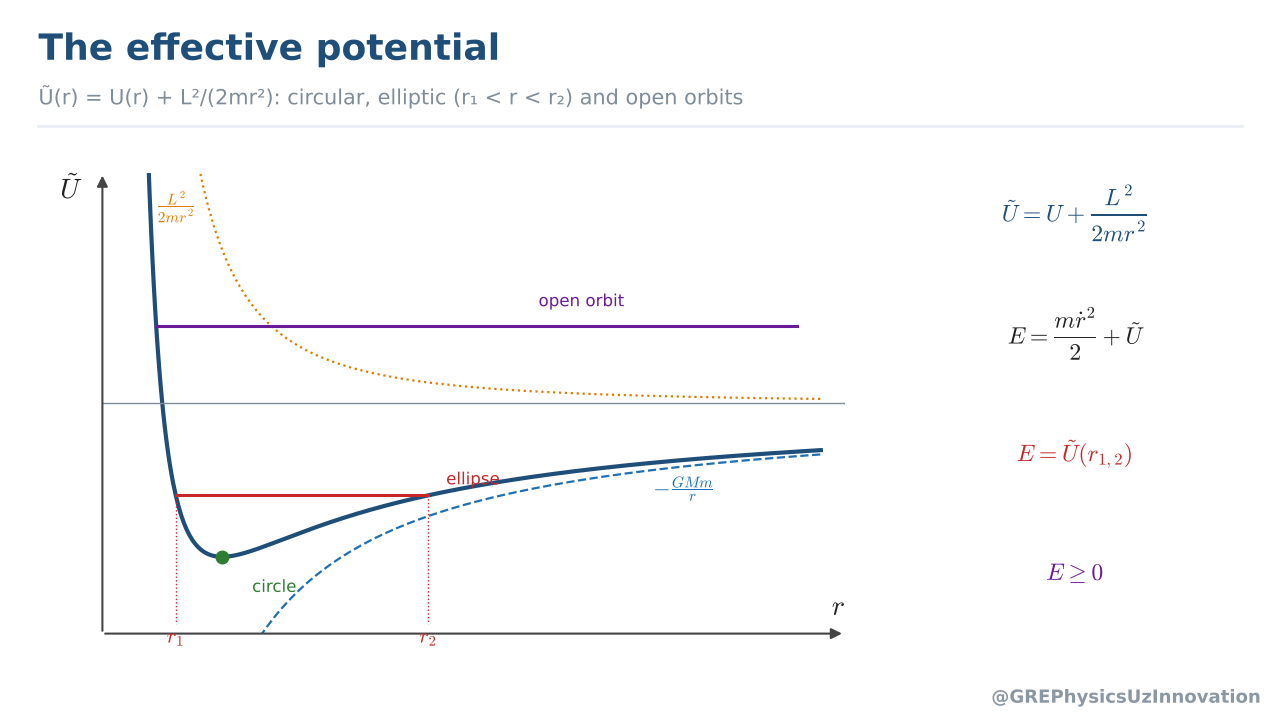 The effective potential
Ũ(r) = U(r) + L²/(2mr²): circular, elliptic (r₁ < r < r₂) and open orbits
Ũ
L²/2mr²
open orbit
ellipse
−GMm/r
circle
r
r₁
r₂
Ũ = U + L²/2mr²
E = mṙ²/2 + Ũ
E = Ũ(r₁,₂)
E ≥ 0
@GREPhysicsUzInnovation